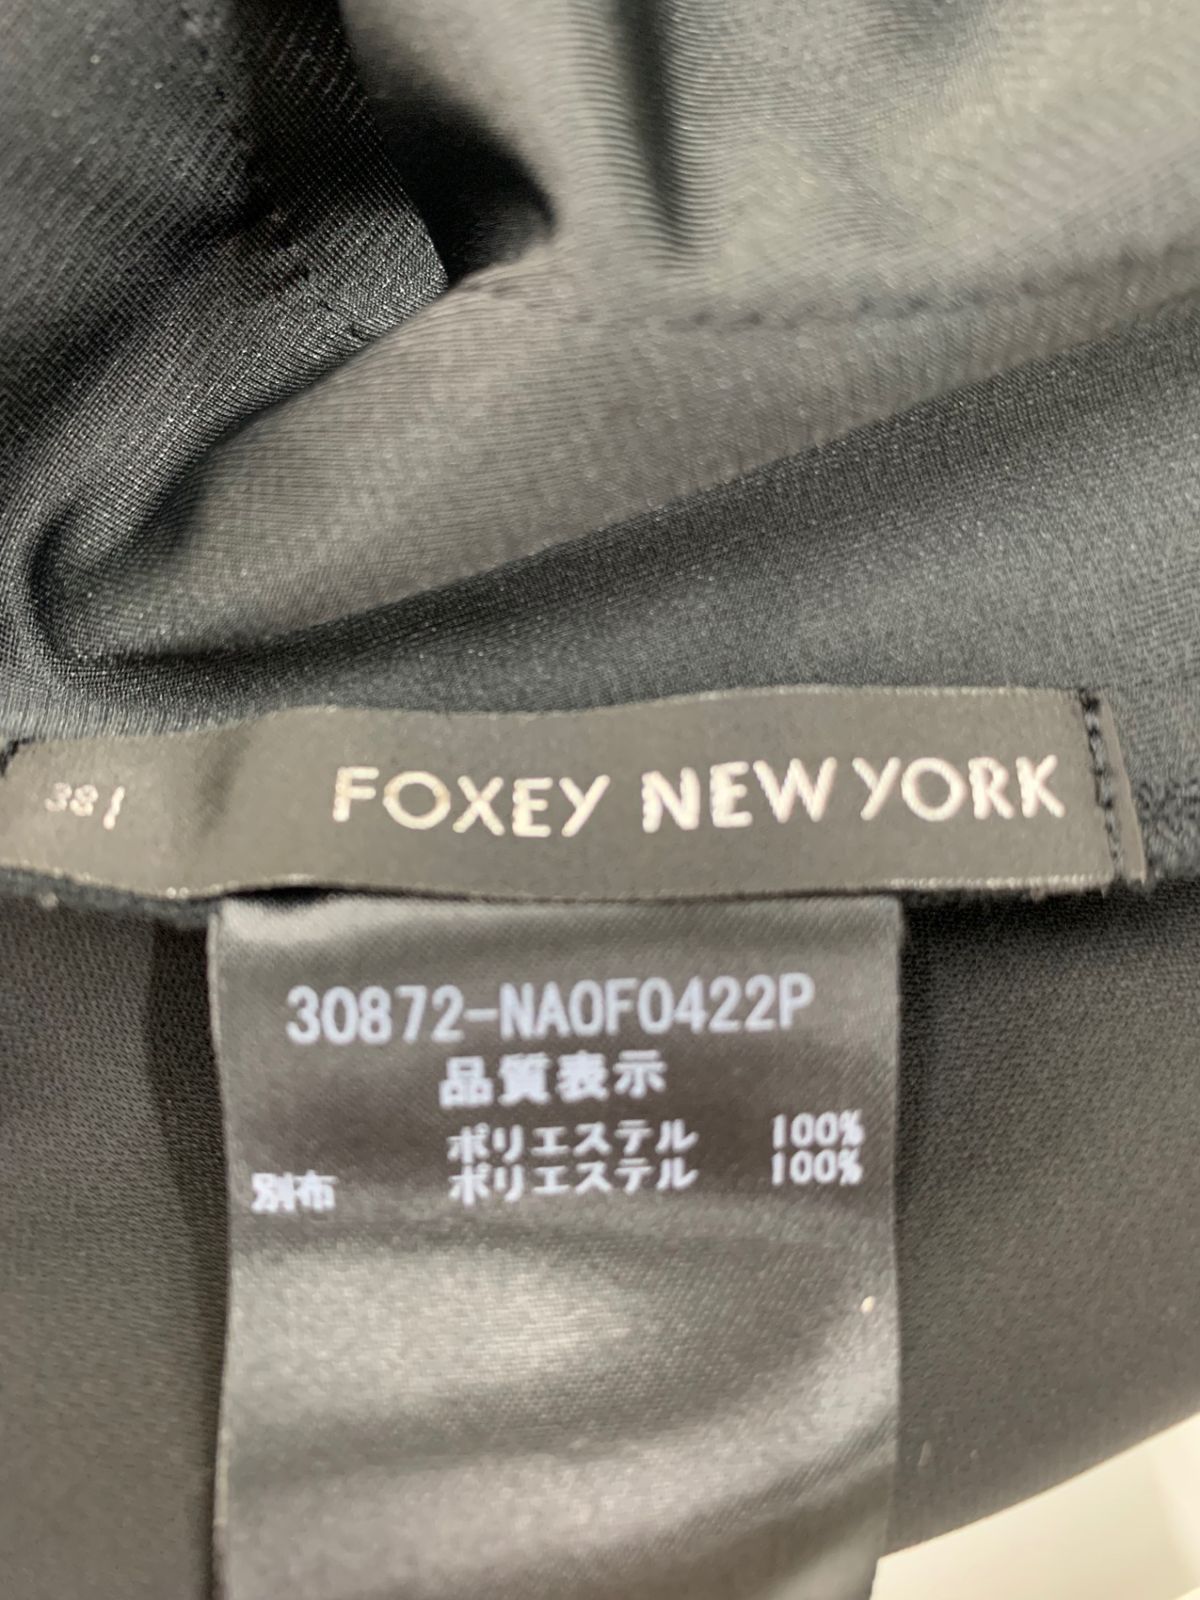 38 FOXEY NEW YORK
30872-NA0F0422P
品質表示
ポリエステル 100%
別布 ポリエステル 100%